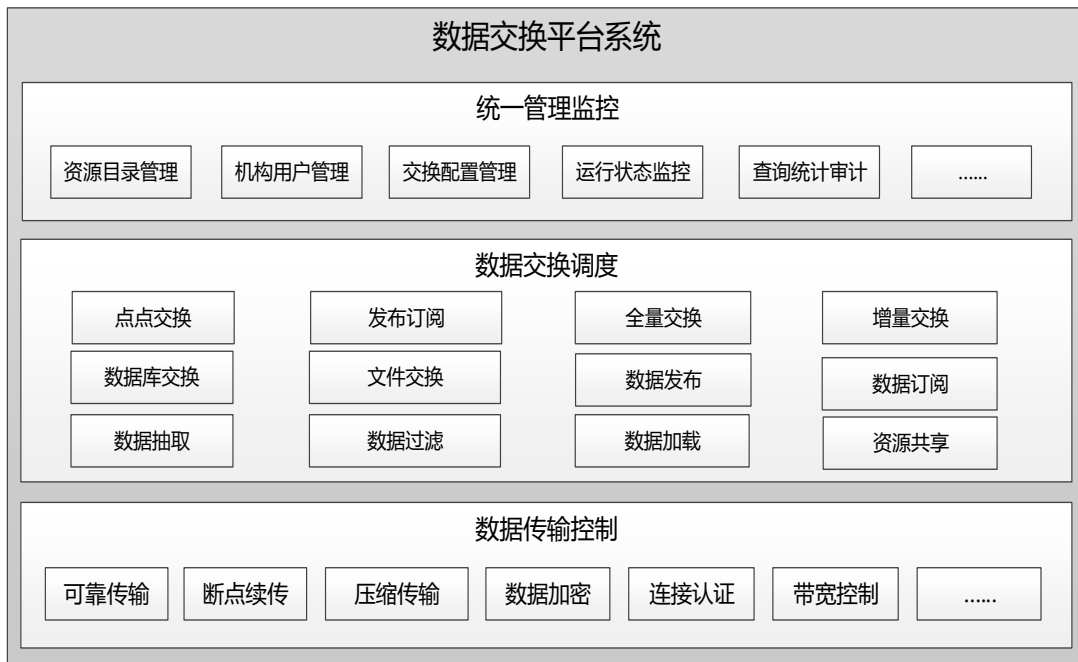 数据交换平台系统
统一管理监控
资源目录管理 机构用户管理 交换配置管理 运行状态监控 查询统计审计 ......
数据交换调度
点点交换 发布订阅 全量交换 增量交换
数据库交换 文件交换 数据发布 数据订阅
数据抽取 数据过滤 数据加载 资源共享
数据传输控制
可靠传输 断点续传 压缩传输 数据加密 连接认证 带宽控制 ......